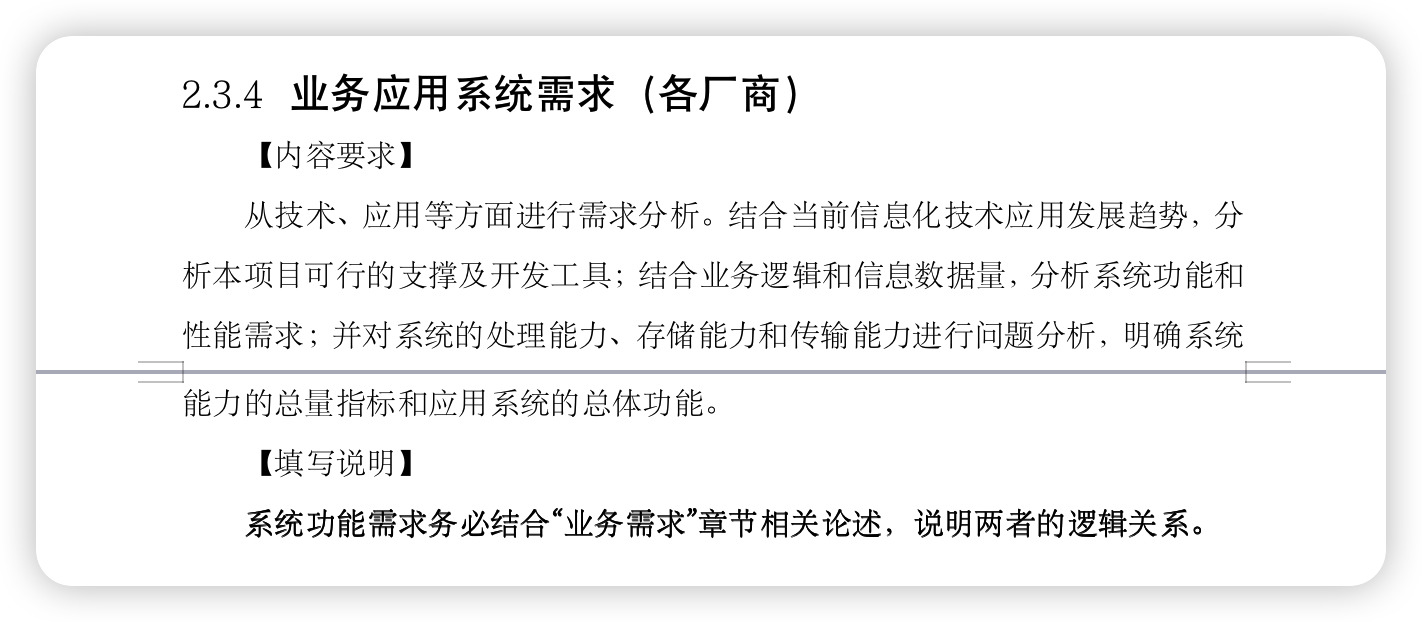 2.3.4 业务应用系统需求（各厂商）
【内容要求】
从技术、应用等方面进行需求分析。结合当前信息化技术应用发展趋势，分
析本项目可行的支撑及开发工具；结合业务逻辑和信息数据量，分析系统功能和
性能需求；并对系统的处理能力、存储能力和传输能力进行问题分析，明确系统
能力的总量指标和应用系统的总体功能。
【填写说明】
系统功能需求务必结合“业务需求”章节相关论述，说明两者的逻辑关系。